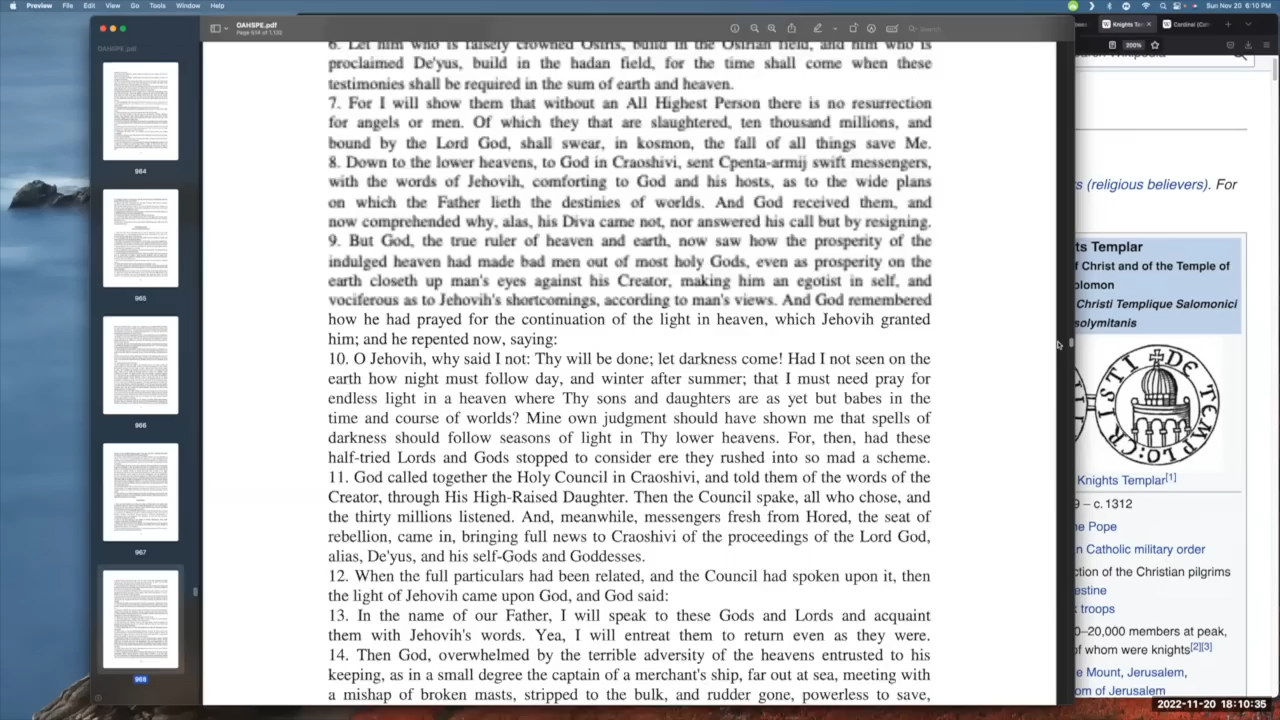 Preview File Edit View Go Tools Window Help
Sun Nov 20 6:10 PM
OAHSPE.pdf
Search
Knights Tem
Cardinal (Cat
200%
OAHSPE.pdf
964
965
966
967
968
6. Let him who is falsely crowned Osiris, build in the Osirian field, and him who is
proclaimed De'yus, build in the hadan field, for the time shall come when these
testimonies shall be required in the sum of earth and heaven.
7. For I will show them that without an All Highest Person there is no resurrection
for angels or men. Of which they that are slaughtered, ten thousand millions, and
bound by the Lord God, shall swear, in kosmon, the fall of all things save Me.
8. Down to the lower heavens, to God in Craoshivi, sent Cpenta-armij swift messengers,
with the words of Jehovih, comforting to God and his hosts, as to the wide plans
on which the Father lieth the destinies of worlds. And God received them, and
now comprehended why, alas, help came not, nor answered his call by resigning.
9. But God, the true ruler of heaven and earth, now saw how the prosperity of the
indulged heaven had made bad men out of most holy Gods, even as prosperity on the
earth closeth up man's eyes against his Creator, making him an egotist in self, and
vociferous as to Jehovih's shortcomings, according to man's views. And God remembered
how he had prayed for the continuation of the light in heaven, which Jehovih granted
him; and he repented now, saying:
10. O Jehovih, why said I not: Thy will be done; let darkness come! Had I not seen on the
earth how night must follow day, and winter after summer; that I must need pray for
endless light in a heaven where Thy sons and daughters are as yet but babes in the
time and course of worlds? Mine own judgment should have shown me that spells of
darkness should follow seasons of light in Thy lower heavens. For, then, had these
half-tried Lords and Gods stopped to consider ere they rushed into so mad a scheme.
11. God called together the Holy Council in Craoshivi, and told them of the words of the
Creator, through His High-Raised Daughter. Then the Council spake, all who chose, and
the thirty millions listened. And meanwhile, messengers fresh from Hored, the seat of
rebellion, came in, bringing full news to Craoshivi of the proceedings of the Lord God,
alias, De'yus, and his self-Gods and Goddesses.
12. When the full particulars had been related, and the Council had spoken upon it, then
the light of Jehovih came upon God, and God said:
13. In the name of our Father I will speak to these Gods and Lords and acquaint
them with Jehovih's words. Yea, I will entreat them to return even as they were.
14. Then God, overwhelmed by the terrible adversity of the heavens entrusted to his
keeping, as in a small degree the captain of a merchant's ship, far out at sea, meeting with
a mishap of broken masts, stripped to the bulk, and rudder gone, powerless to save,
rs (religious believers). For
ts Templar
f Christ and of the Temple of
olomon
Christi Templique Salomonici
solymitanis
Knights Templar[1]
9 – c.1312
he Pope
an Catholic military order
ction of the Christian pilgrims
estine
k troops
0–20,000 members at peak,
of whom were knights[2][3]
le Mount, Jerusalem,
om of Jerusalem
2022-11-20 18:10:35